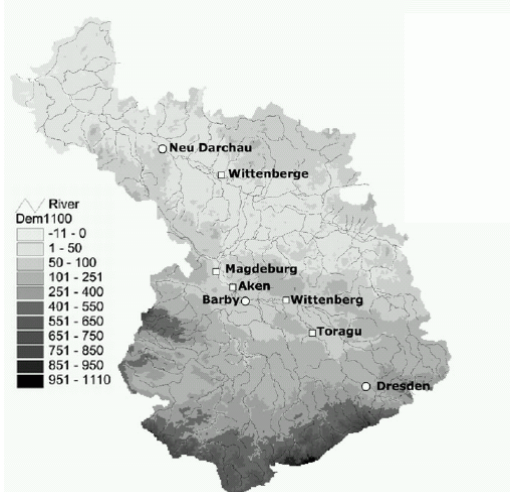 Neu Darchau
Wittenberge
River
Dem1100
-11 - 0
1 - 50
50 - 100
101 - 251
251 - 400
401 - 550
551 - 650
651 - 750
751 - 850
851 - 950
951 - 1110
Magdeburg
Aken
Barby
Wittenberg
Toragu
Dresden